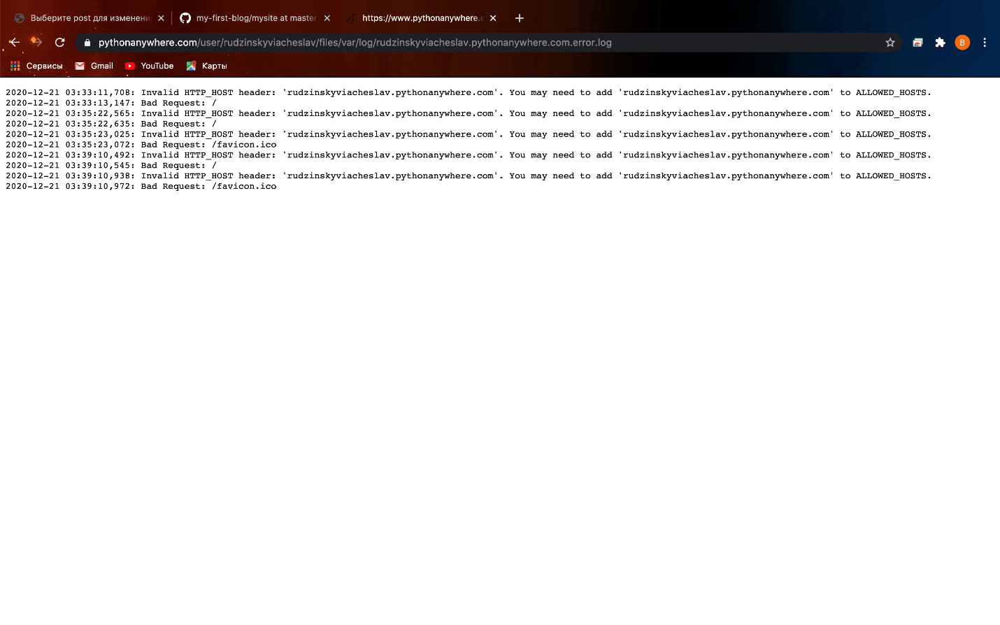 Выберите post для изменени
my-first-blog/mysite at master
https://www.pythonanywhere.c
pythonanywhere.com/user/rudzinskyviacheslav/files/var/log/rudzinskyviacheslav.pythonanywhere.com.error.log
B
Сервисы Gmail YouTube Карты
2020-12-21 03:33:11,708: Invalid HTTP_HOST header: 'rudzinskyviacheslav.pythonanywhere.com'. You may need to add 'rudzinskyviacheslav.pythonanywhere.com' to ALLOWED_HOSTS.
2020-12-21 03:33:13,147: Bad Request: /
2020-12-21 03:35:22,565: Invalid HTTP_HOST header: 'rudzinskyviacheslav.pythonanywhere.com'. You may need to add 'rudzinskyviacheslav.pythonanywhere.com' to ALLOWED_HOSTS.
2020-12-21 03:35:22,635: Bad Request: /
2020-12-21 03:35:23,025: Invalid HTTP_HOST header: 'rudzinskyviacheslav.pythonanywhere.com'. You may need to add 'rudzinskyviacheslav.pythonanywhere.com' to ALLOWED_HOSTS.
2020-12-21 03:35:23,072: Bad Request: /favicon.ico
2020-12-21 03:39:10,492: Invalid HTTP_HOST header: 'rudzinskyviacheslav.pythonanywhere.com'. You may need to add 'rudzinskyviacheslav.pythonanywhere.com' to ALLOWED_HOSTS.
2020-12-21 03:39:10,545: Bad Request: /
2020-12-21 03:39:10,938: Invalid HTTP_HOST header: 'rudzinskyviacheslav.pythonanywhere.com'. You may need to add 'rudzinskyviacheslav.pythonanywhere.com' to ALLOWED_HOSTS.
2020-12-21 03:39:10,972: Bad Request: /favicon.ico